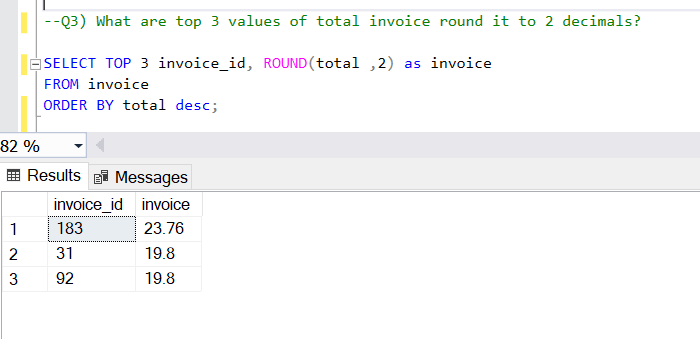 --Q3) What are top 3 values of total invoice round it to 2 decimals?
SELECT TOP 3 invoice_id, ROUND(total ,2) as invoice
FROM invoice
ORDER BY total desc;
82 %
Results Messages
invoice_id invoice
1 183 23.76
2 31 19.8
3 92 19.8